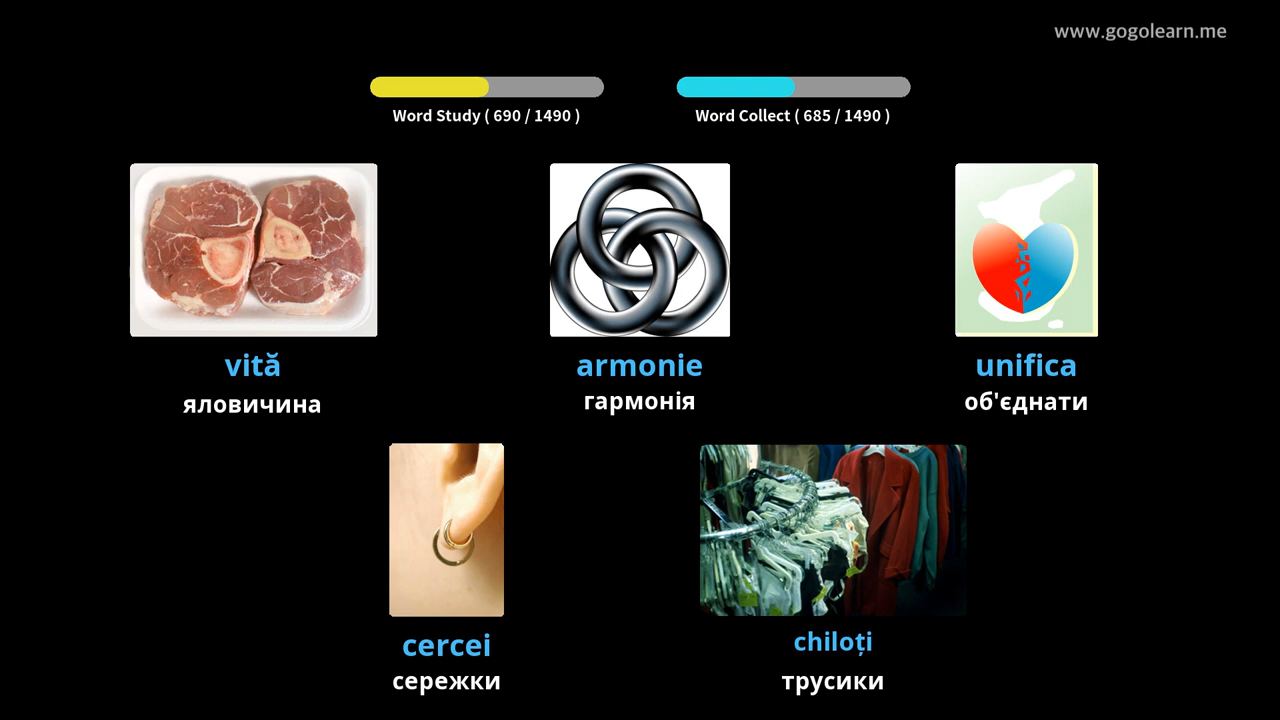 www.gogolearn.me
Word Study ( 690 / 1490 )
Word Collect ( 685 / 1490 )
vită
яловичина
armonie
гармонія
unifica
об'єднати
cercei
сережки
chiloți
трусики